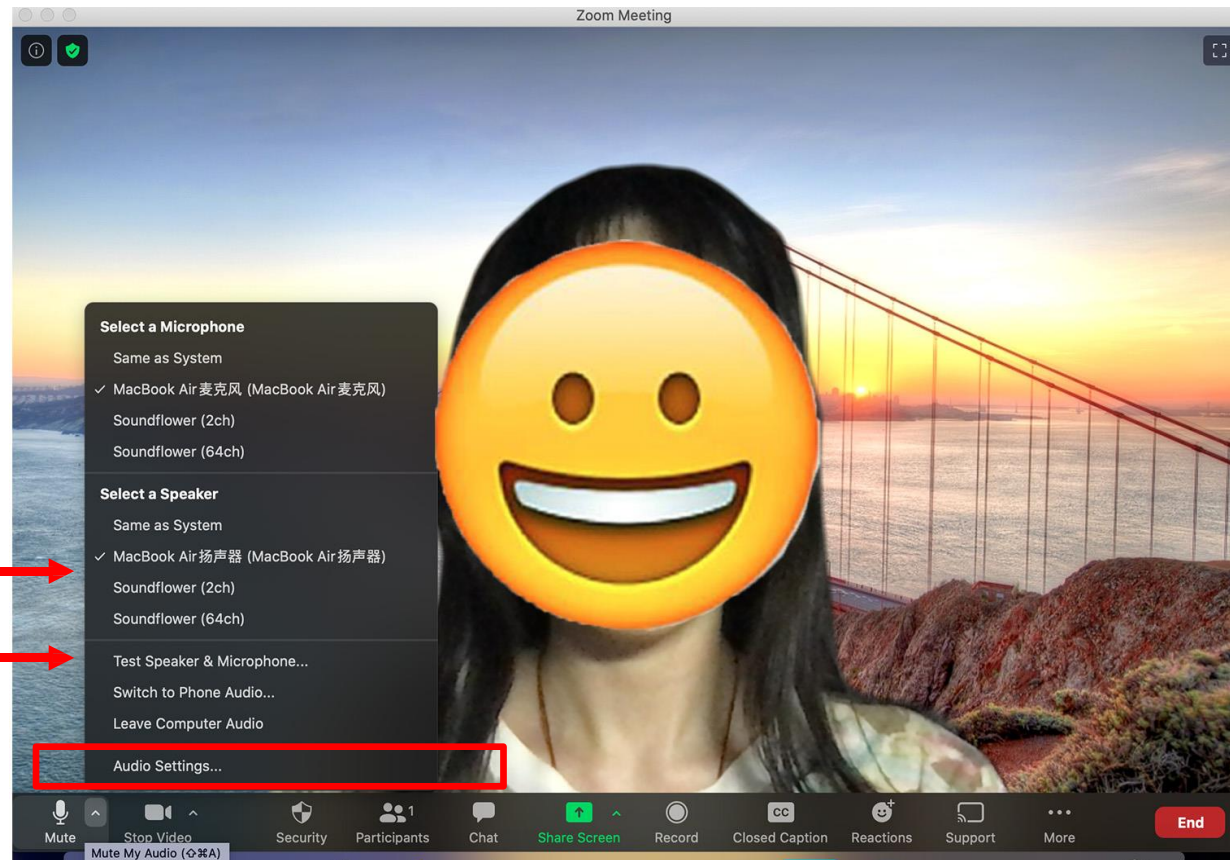 Zoom Meeting
Select a Microphone
Same as System
✓ MacBook Air麦克风 (MacBook Air麦克风)
Soundflower (2ch)
Soundflower (64ch)
Select a Speaker
Same as System
✓ MacBook Air扬声器 (MacBook Air扬声器)
Soundflower (2ch)
Soundflower (64ch)
Test Speaker & Microphone...
Switch to Phone Audio...
Leave Computer Audio
Audio Settings...
1
CC
Mute
Stop Video
Security
Participants
Chat
Share Screen
Record
Closed Caption
Reactions
Support
More
End
Mute My Audio (⇧⌘A)